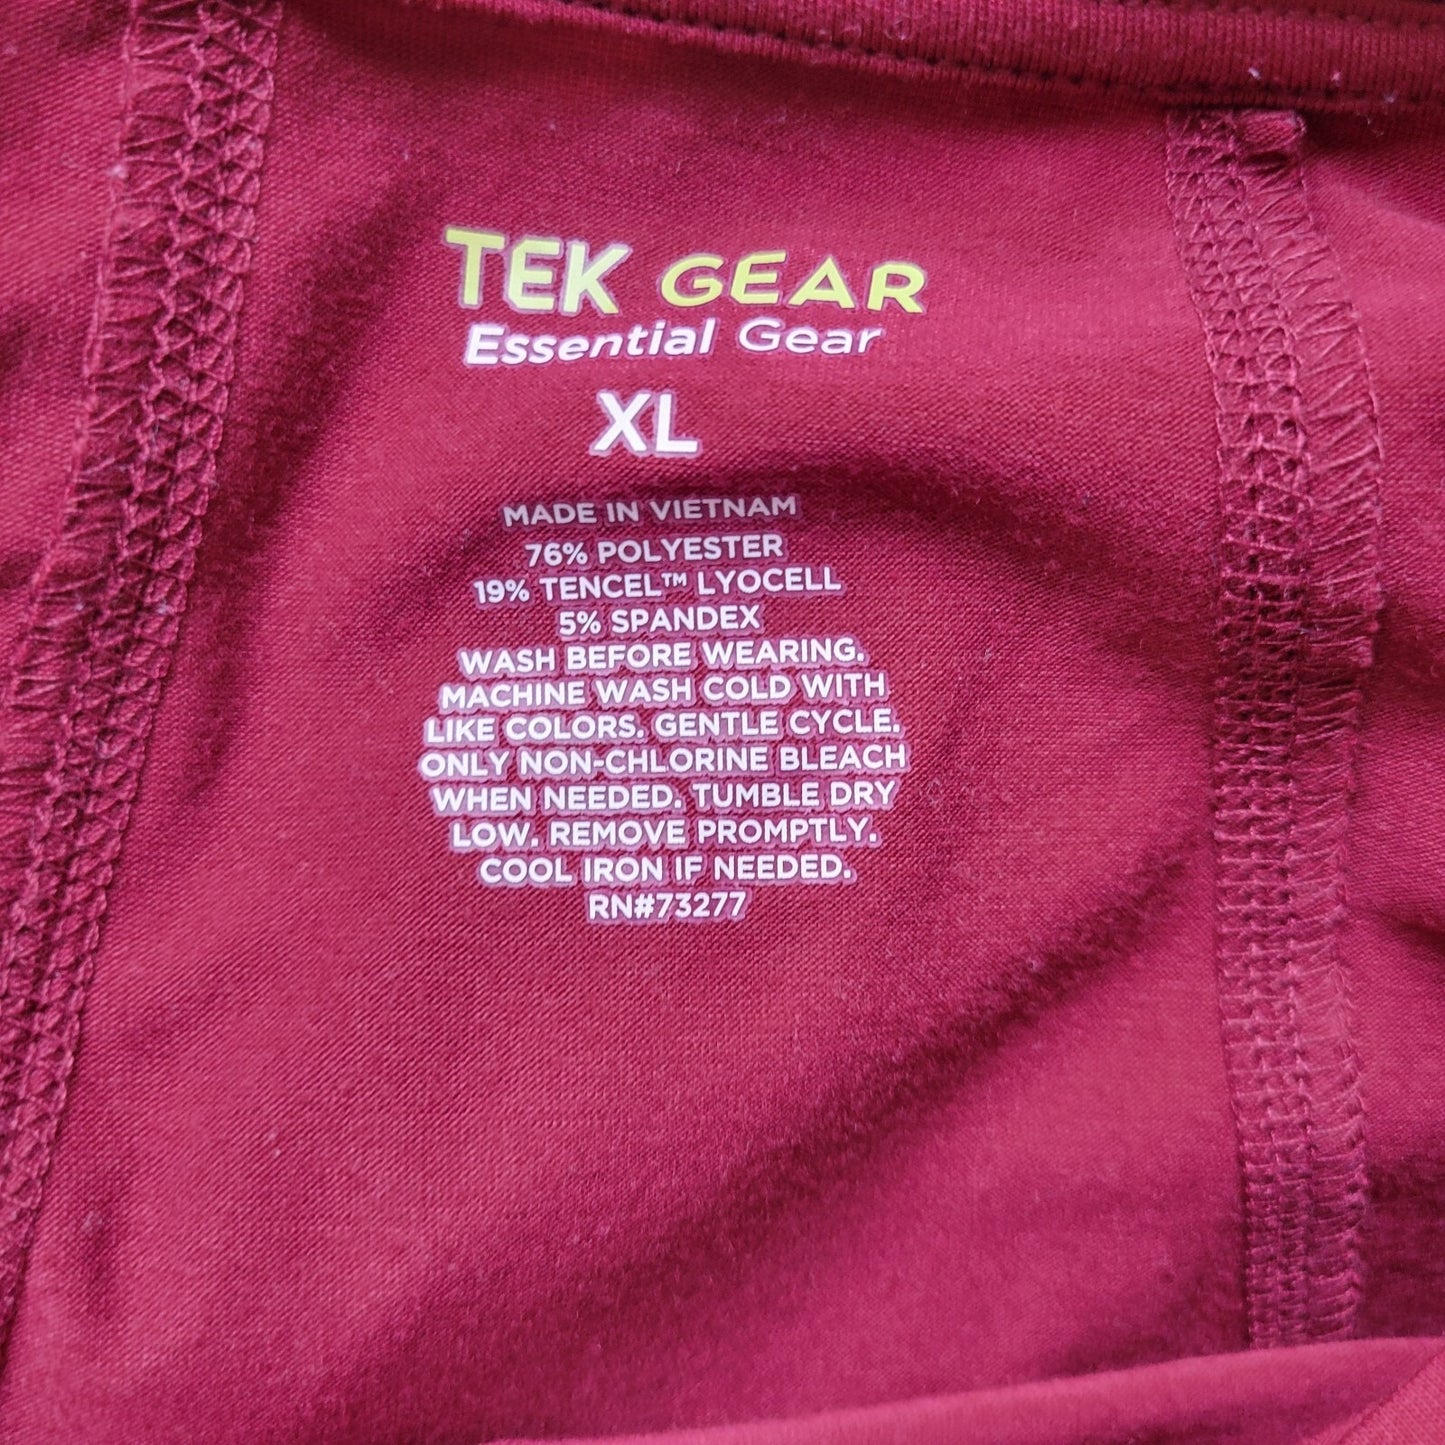 TEK GEAR
Essential Gear
XL
MADE IN VIETNAM
76% POLYESTER
19% TENCEL™ LYOCELL
5% SPANDEX
WASH BEFORE WEARING.
MACHINE WASH COLD WITH
LIKE COLORS. GENTLE CYCLE.
ONLY NON-CHLORINE BLEACH
WHEN NEEDED. TUMBLE DRY
LOW. REMOVE PROMPTLY.
COOL IRON IF NEEDED.
RN#73277